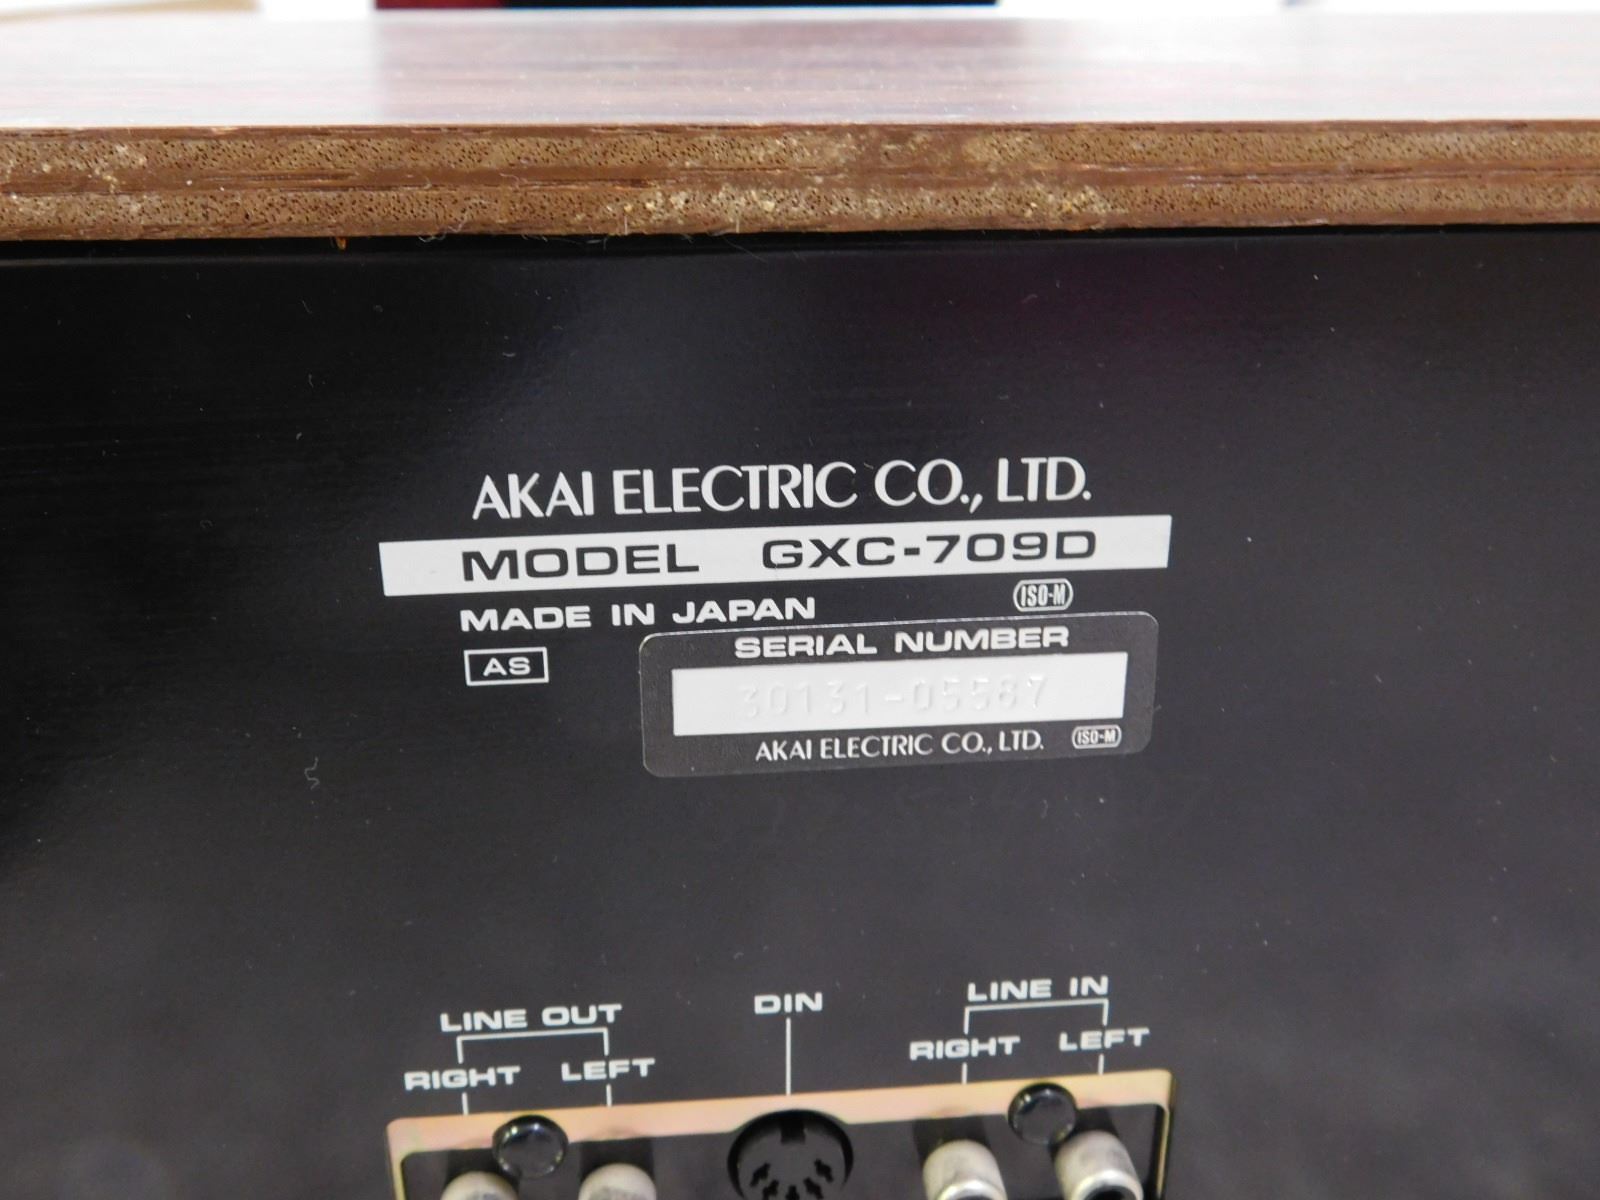 AKAI ELECTRIC CO., LTD.
MODEL GXC-709D
MADE IN JAPAN ISO-M
AS
SERIAL NUMBER
30131-05587
AKAI ELECTRIC CO., LTD. ISO-M
LINE OUT
RIGHT LEFT
DIN
LINE IN
RIGHT LEFT